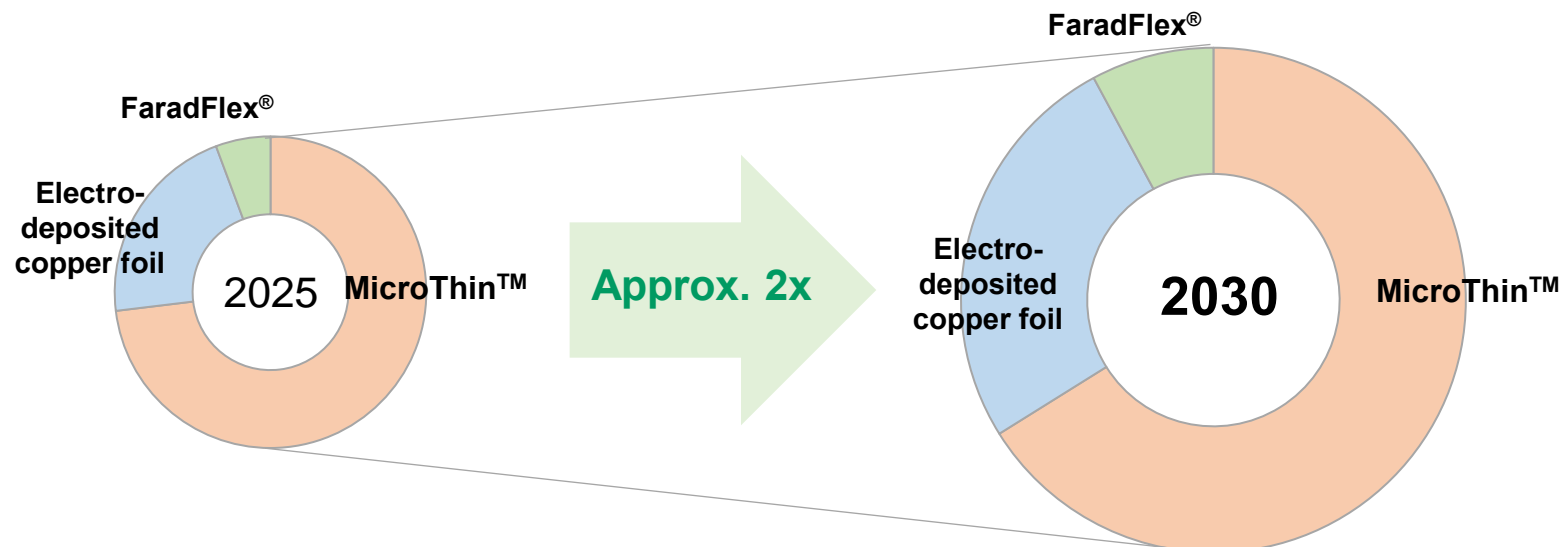 FaradFlex®
Electro-
deposited
copper foil
2025
MicroThin™
Approx. 2x
FaradFlex®
Electro-
deposited
copper foil
2030
MicroThin™